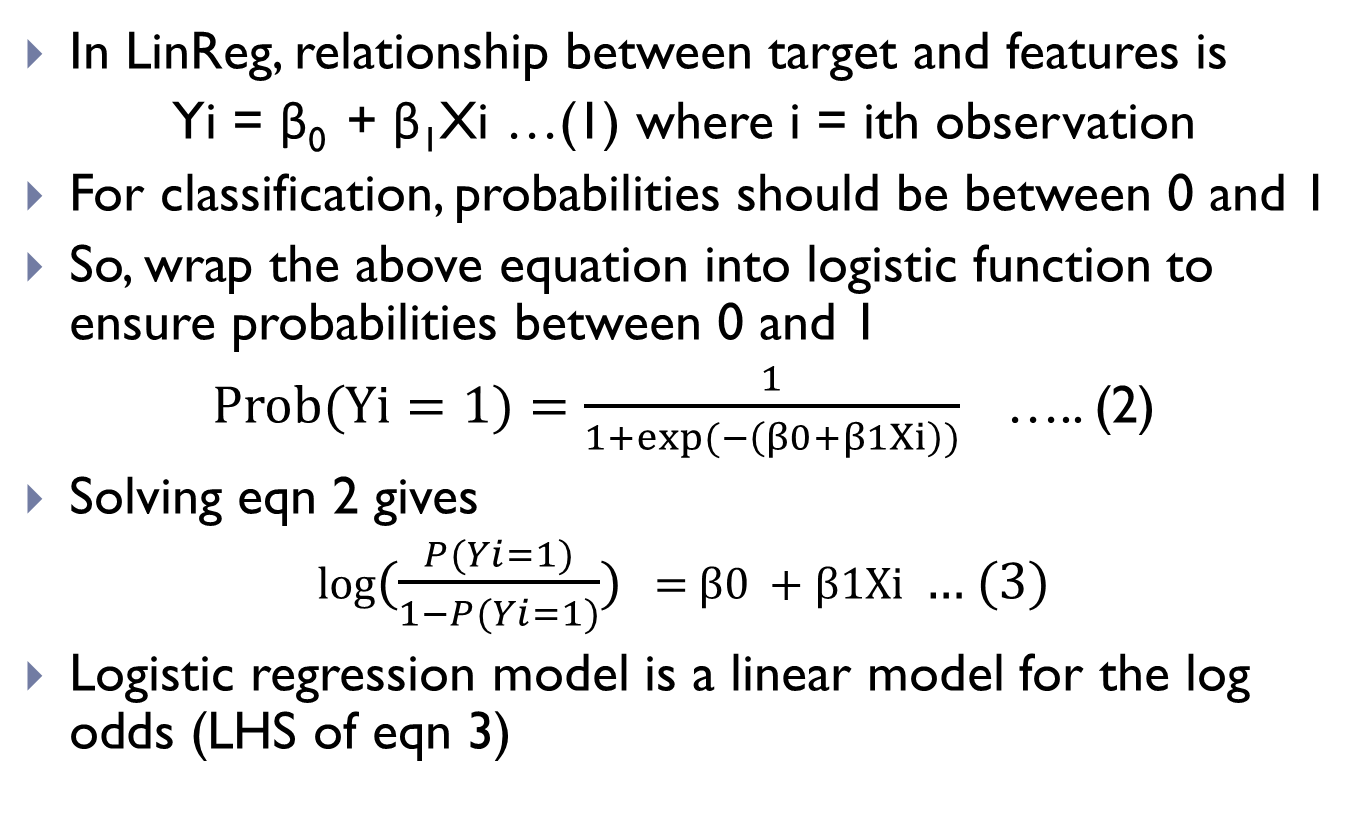 In LinReg, relationship between target and features is
Yi = β₀ + β₁Xi …(1) where i = ith observation
For classification, probabilities should be between 0 and 1
So, wrap the above equation into logistic function to
ensure probabilities between 0 and 1
Prob(Yi = 1) = 1/(1+exp(−(β0+β1Xi))) ….. (2)
Solving eqn 2 gives
log(P(Yi=1)/(1−P(Yi=1))) = β0 + β1Xi … (3)
Logistic regression model is a linear model for the log
odds (LHS of eqn 3)